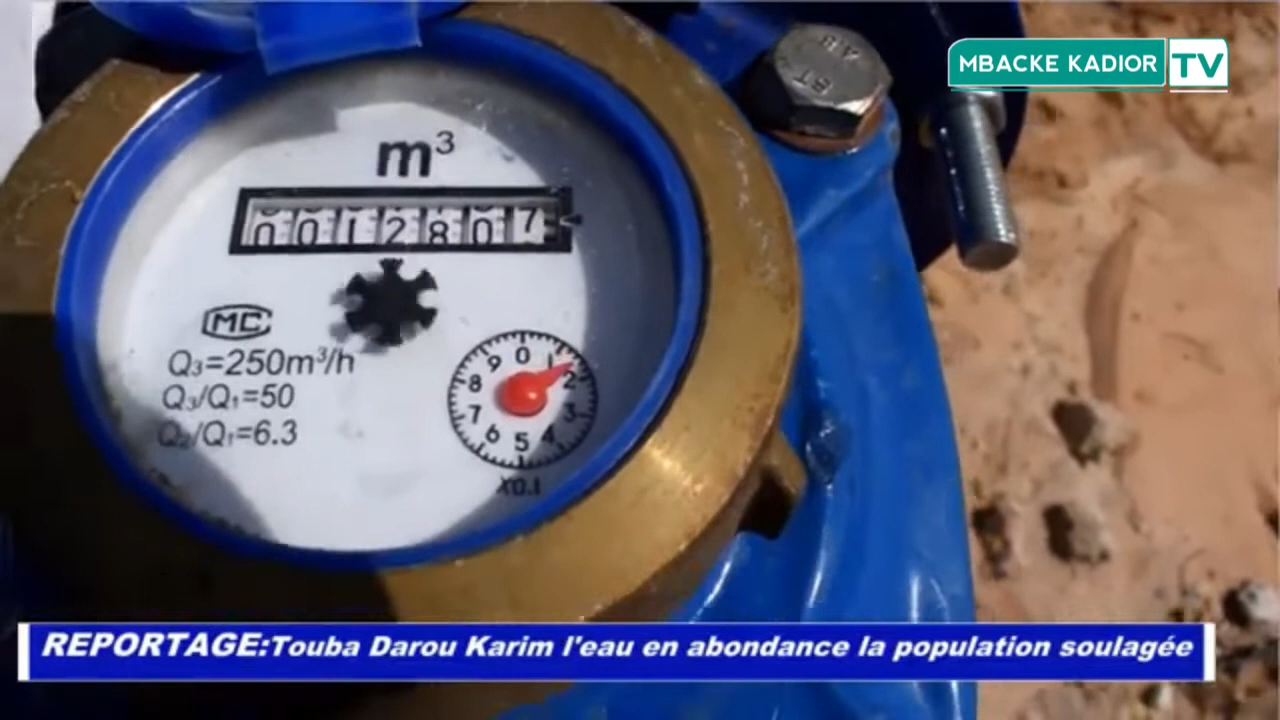 MBACKE KADIOR TV
m³
0012807
MC
Q₃=250m³/h
Q₃/Q₁=50
Q₂/Q₁=6.3
0
1
2
3
4
5
6
7
8
9
X0.1
REPORTAGE:Touba Darou Karim l'eau en abondance la population soulagée